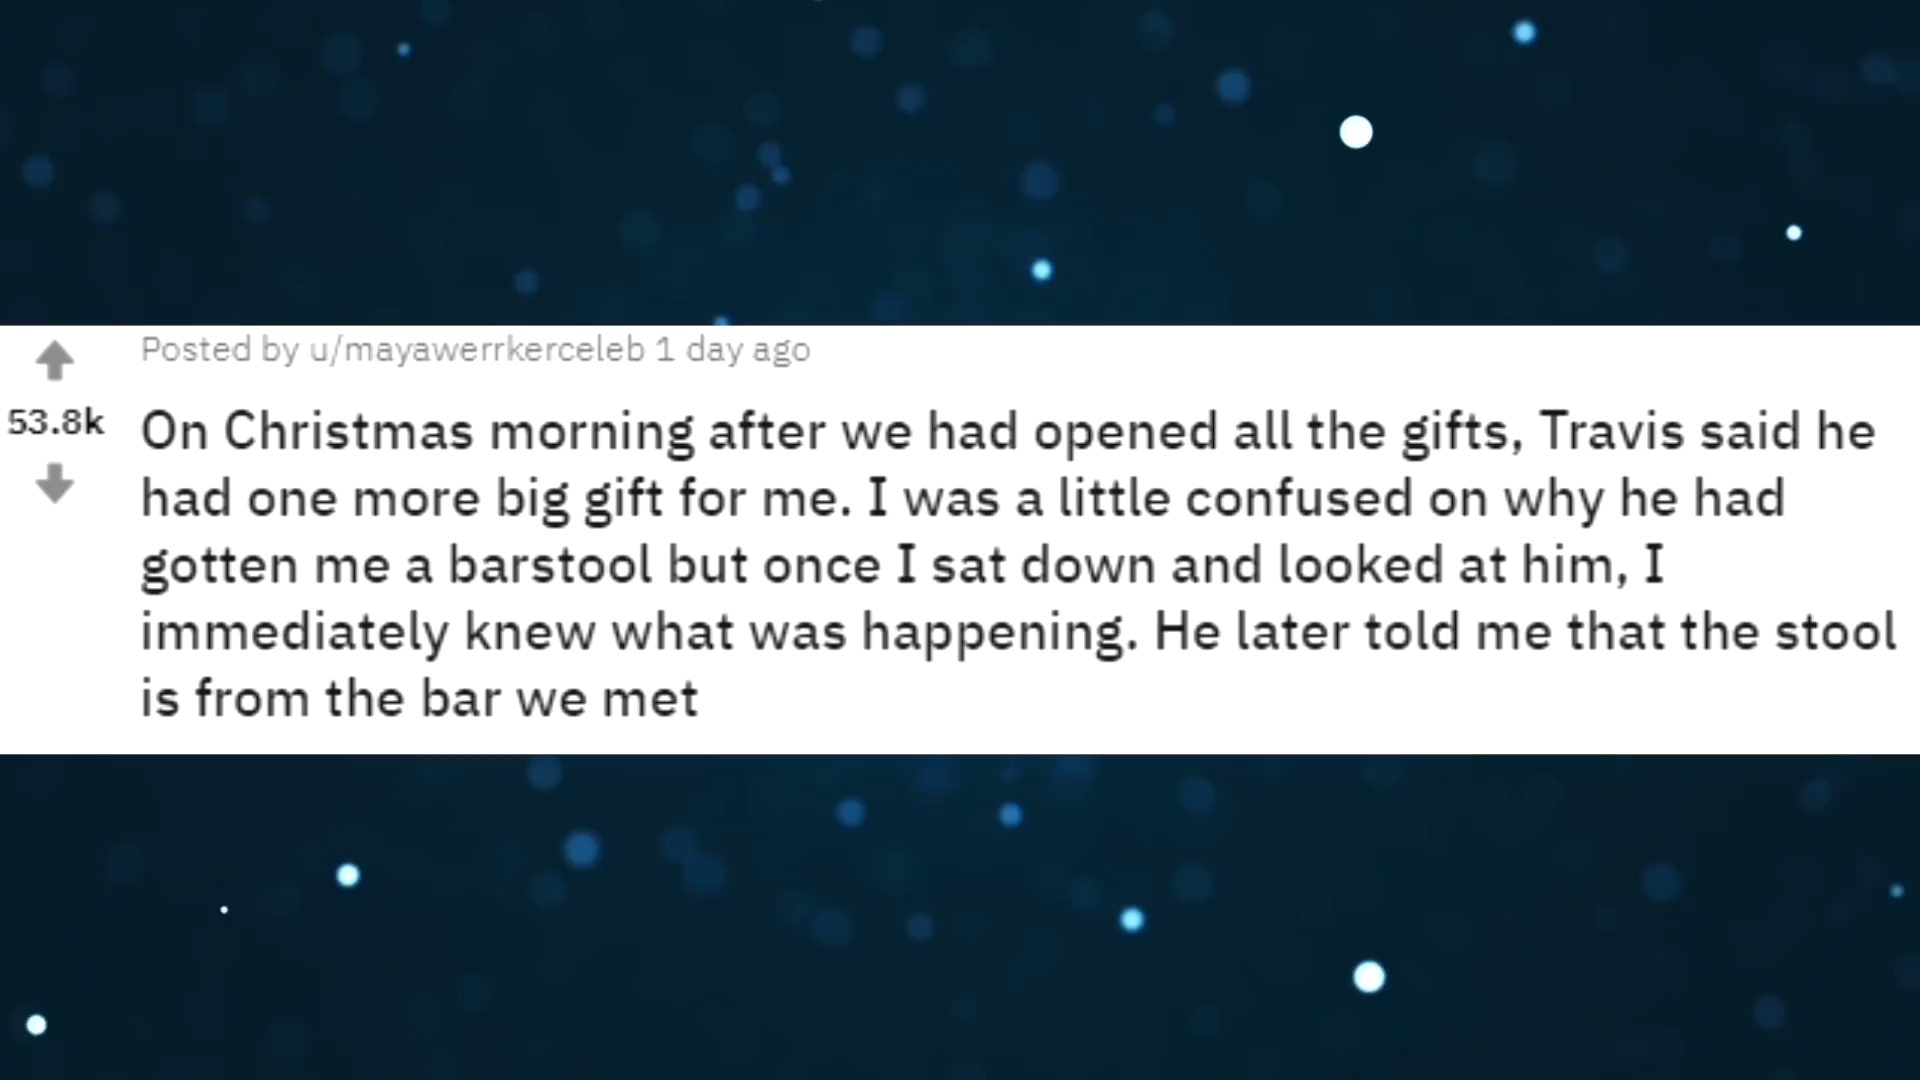 Posted by u/mayawerrkerceleb 1 day ago
53.8k
On Christmas morning after we had opened all the gifts, Travis said he
had one more big gift for me. I was a little confused on why he had
gotten me a barstool but once I sat down and looked at him, I
immediately knew what was happening. He later told me that the stool
is from the bar we met